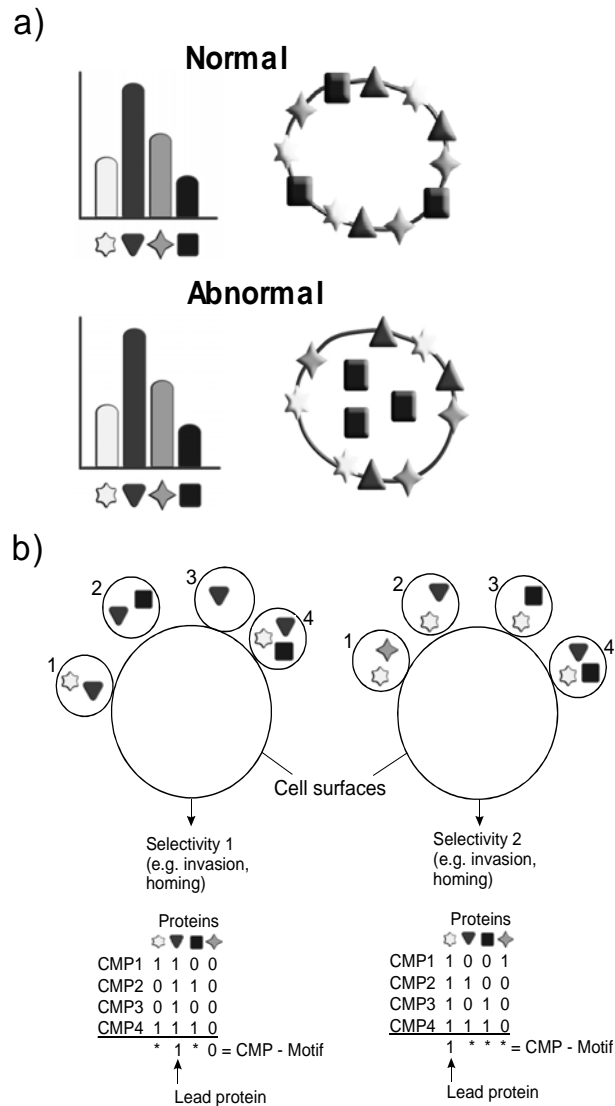 a)
Normal
Abnormal
b)
1
2
3
4
1
2
3
4
Cell surfaces
Selectivity 1
(e.g. invasion,
homing)
Proteins
CMP1 1 1 0 0
CMP2 0 1 1 0
CMP3 0 1 0 0
CMP4 1 1 1 0
* 1 * 0 = CMP - Motif
Lead protein
Selectivity 2
(e.g. invasion,
homing)
Proteins
CMP1 1 0 0 1
CMP2 1 1 0 0
CMP3 1 0 1 0
CMP4 1 1 1 0
1 * * * = CMP - Motif
Lead protein